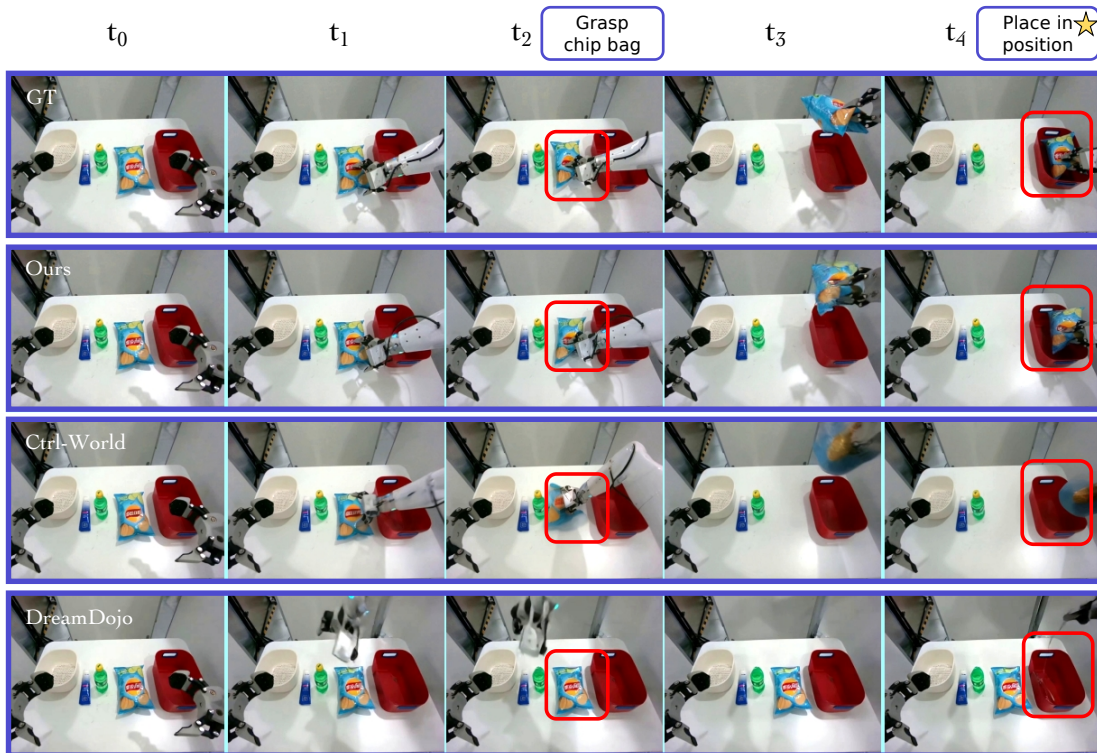 t0
t1
t2
Grasp
chip bag
t3
t4
Place in
position
GT
Ours
Ctrl-World
DreamDojo